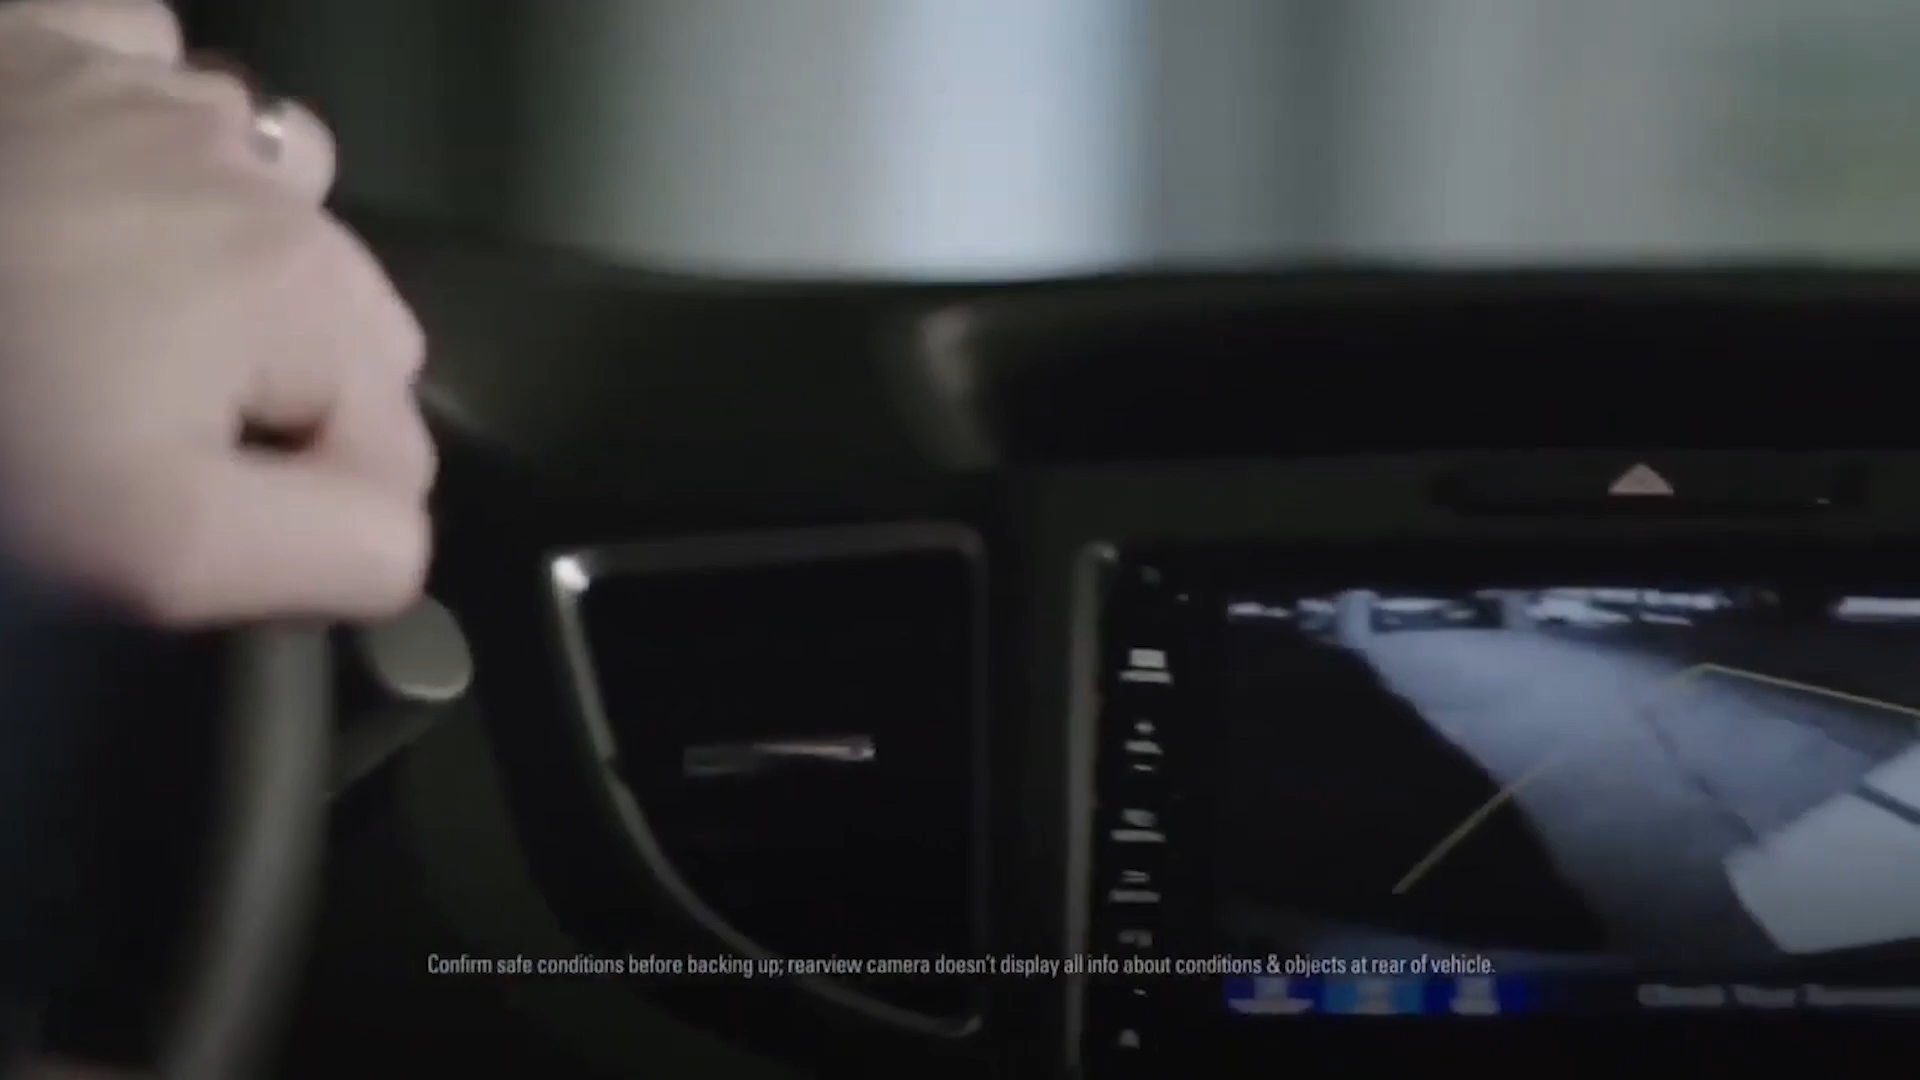 Confirm safe conditions before backing up; rearview camera doesn't display all info about conditions & objects at rear of vehicle.